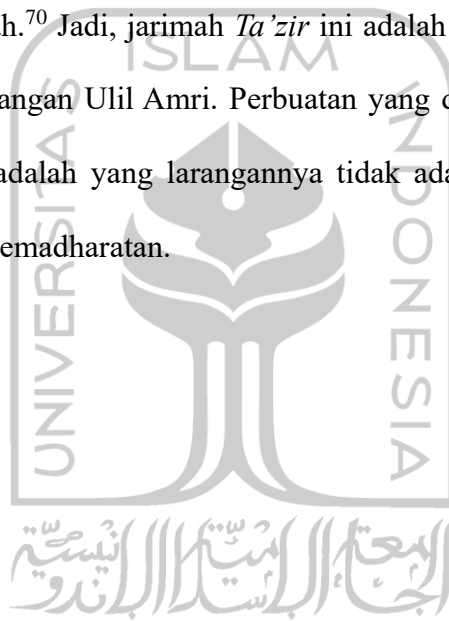 ah.70 Jadi, jarimah Ta’zir ini adalah
angan Ulil Amri. Perbuatan yang
adalah yang larangannya tidak ada
emadharatan.
ISLAM
UNIVERSITAS
INDONESIA